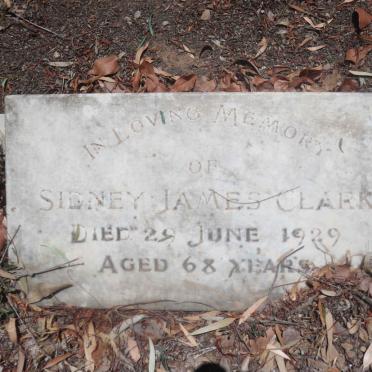 In Loving Memory
OF
Sidney James Clark
Died 29 June 1929
Aged 68 Years